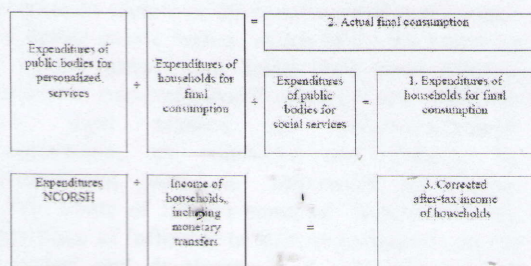 = 2. Actual final consumption
Expenditures of
public bodies for
personalized
services
+
Expenditures of
households for
final
consumption
+
Expenditures
of public
bodies for
social services
=
1. Expenditures of
households for final
consumption
Expenditures
NCORSH
+
Income of
households,
including
monetary
transfers
=
3. Corrected
after-tax income
of households